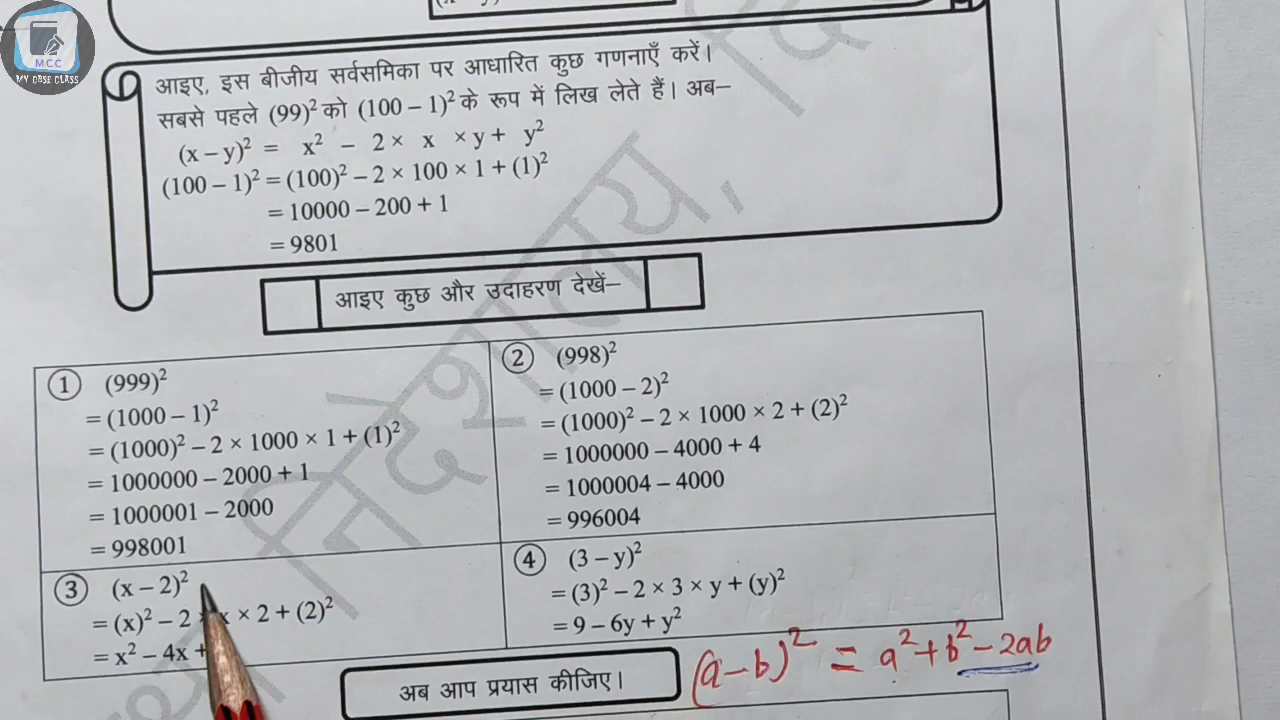 MCC
MY CBSE CLASS
आइए, इस बीजीय सर्वसमिका पर आधारित कुछ गणनाएँ करें।
सबसे पहले (99)² को (100 – 1)² के रूप में लिख लेते हैं। अब–
(x – y)² = x² – 2 × x × y + y²
(100 – 1)² = (100)² – 2 × 100 × 1 + (1)²
= 10000 – 200 + 1
= 9801
आइए कुछ और उदाहरण देखें–
① (999)²
= (1000 – 1)²
= (1000)² – 2 × 1000 × 1 + (1)²
= 1000000 – 2000 + 1
= 1000001 – 2000
= 998001
② (998)²
= (1000 – 2)²
= (1000)² – 2 × 1000 × 2 + (2)²
= 1000000 – 4000 + 4
= 1000004 – 4000
= 996004
③ (x – 2)²
= (x)² – 2 × x × 2 + (2)²
= x² – 4x +
④ (3 – y)²
= (3)² – 2 × 3 × y + (y)²
= 9 – 6y + y²
(a – b)² = a² + b² – 2ab
अब आप प्रयास कीजिए।
निदेशालय,